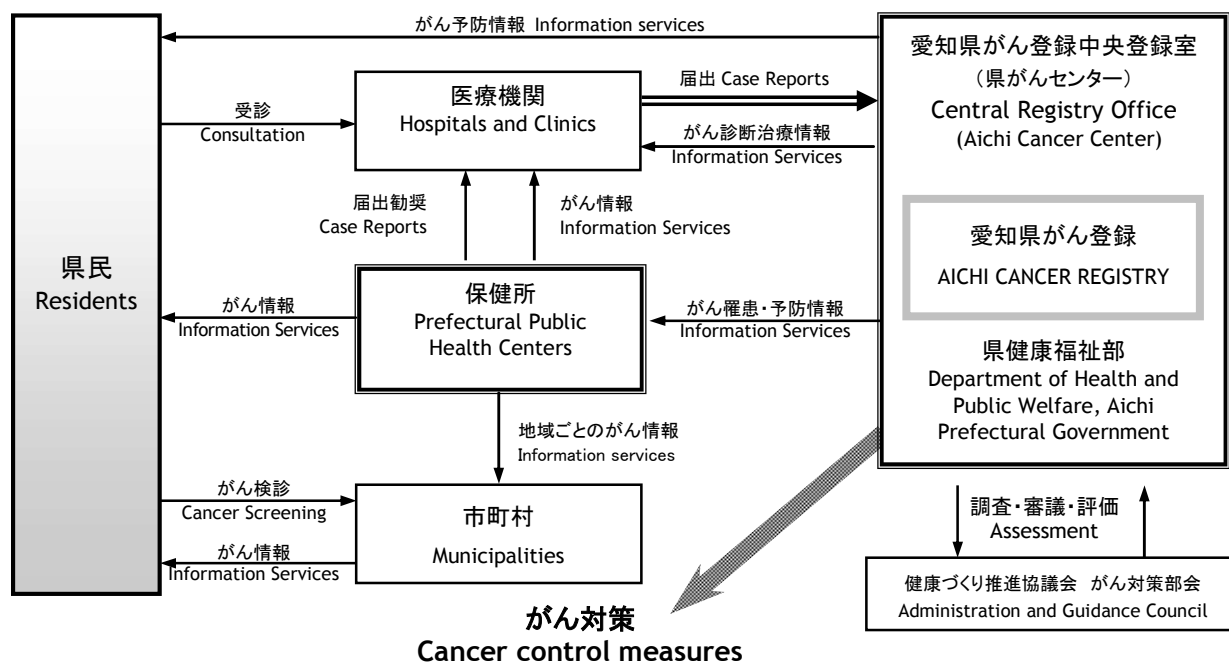 がん予防情報 Information services
愛知県がん登録中央登録室
（県がんセンター）
Central Registry Office
(Aichi Cancer Center)
医療機関
Hospitals and Clinics
届出 Case Reports
受診
Consultation
がん診断治療情報
Information Services
届出勧奨
Case Reports
がん情報
Information Services
愛知県がん登録
AICHI CANCER REGISTRY
県民
Residents
保健所
Prefectural Public
Health Centers
がん情報
Information Services
がん罹患・予防情報
Information Services
県健康福祉部
Department of Health and
Public Welfare, Aichi
Prefectural Government
地域ごとのがん情報
Information services
がん検診
Cancer Screening
市町村
Municipalities
がん情報
Information Services
調査・審議・評価
Assessment
健康づくり推進協議会 がん対策部会
Administration and Guidance Council
がん対策
Cancer control measures